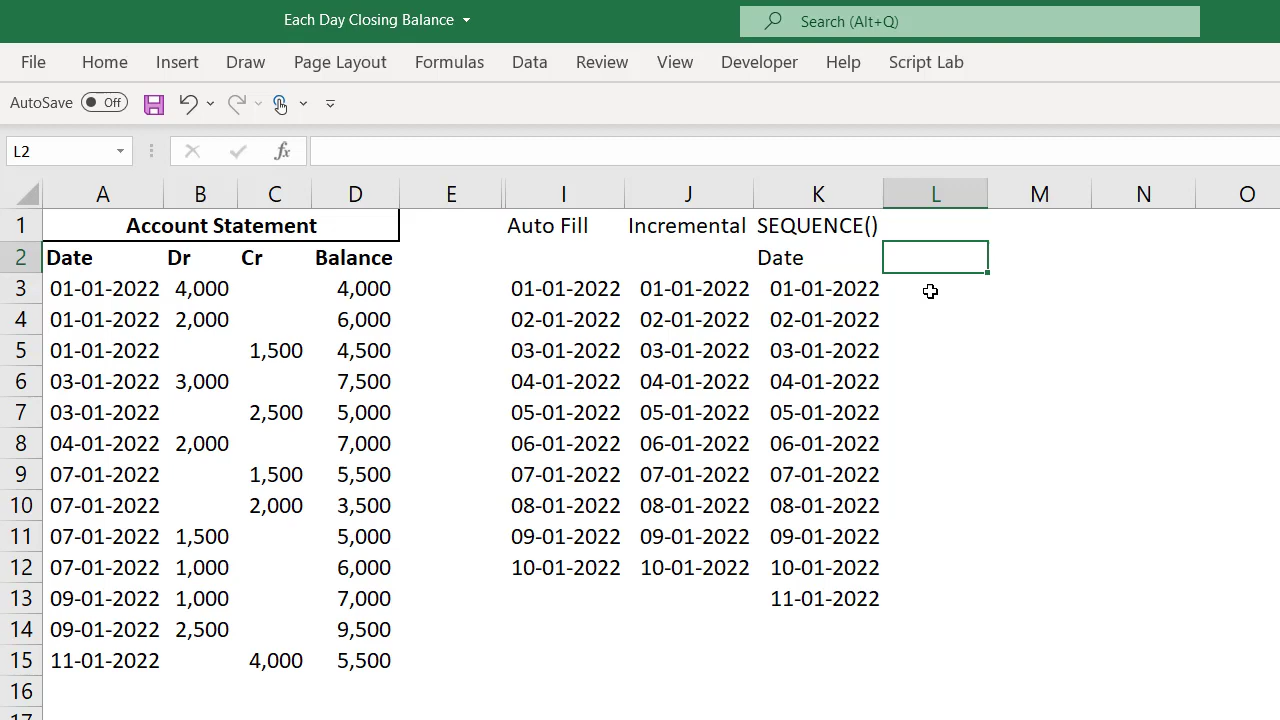 Each Day Closing Balance
Search (Alt+Q)
File Home Insert Draw Page Layout Formulas Data Review View Developer Help Script Lab
AutoSave Off
L2 fx
A B C D E I J K L M N O
1 Account Statement Auto Fill Incremental SEQUENCE()
2 Date Dr Cr Balance Date
3 01-01-2022 4,000 4,000 01-01-2022 01-01-2022 01-01-2022
4 01-01-2022 2,000 6,000 02-01-2022 02-01-2022 02-01-2022
5 01-01-2022 1,500 4,500 03-01-2022 03-01-2022 03-01-2022
6 03-01-2022 3,000 7,500 04-01-2022 04-01-2022 04-01-2022
7 03-01-2022 2,500 5,000 05-01-2022 05-01-2022 05-01-2022
8 04-01-2022 2,000 7,000 06-01-2022 06-01-2022 06-01-2022
9 07-01-2022 1,500 5,500 07-01-2022 07-01-2022 07-01-2022
10 07-01-2022 2,000 3,500 08-01-2022 08-01-2022 08-01-2022
11 07-01-2022 1,500 5,000 09-01-2022 09-01-2022 09-01-2022
12 07-01-2022 1,000 6,000 10-01-2022 10-01-2022 10-01-2022
13 09-01-2022 1,000 7,000 11-01-2022
14 09-01-2022 2,500 9,500
15 11-01-2022 4,000 5,500
16
17